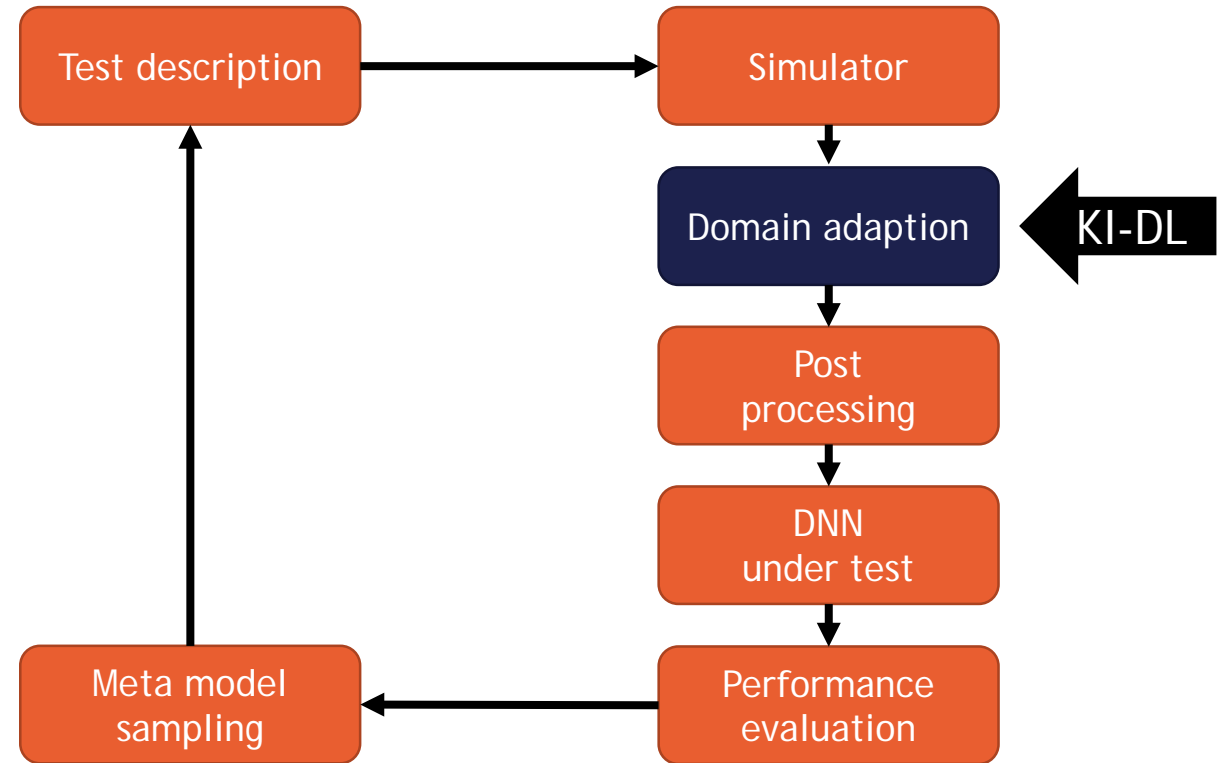 Test description
Simulator
Domain adaption
KI-DL
Post
processing
DNN
under test
Meta model
sampling
Performance
evaluation